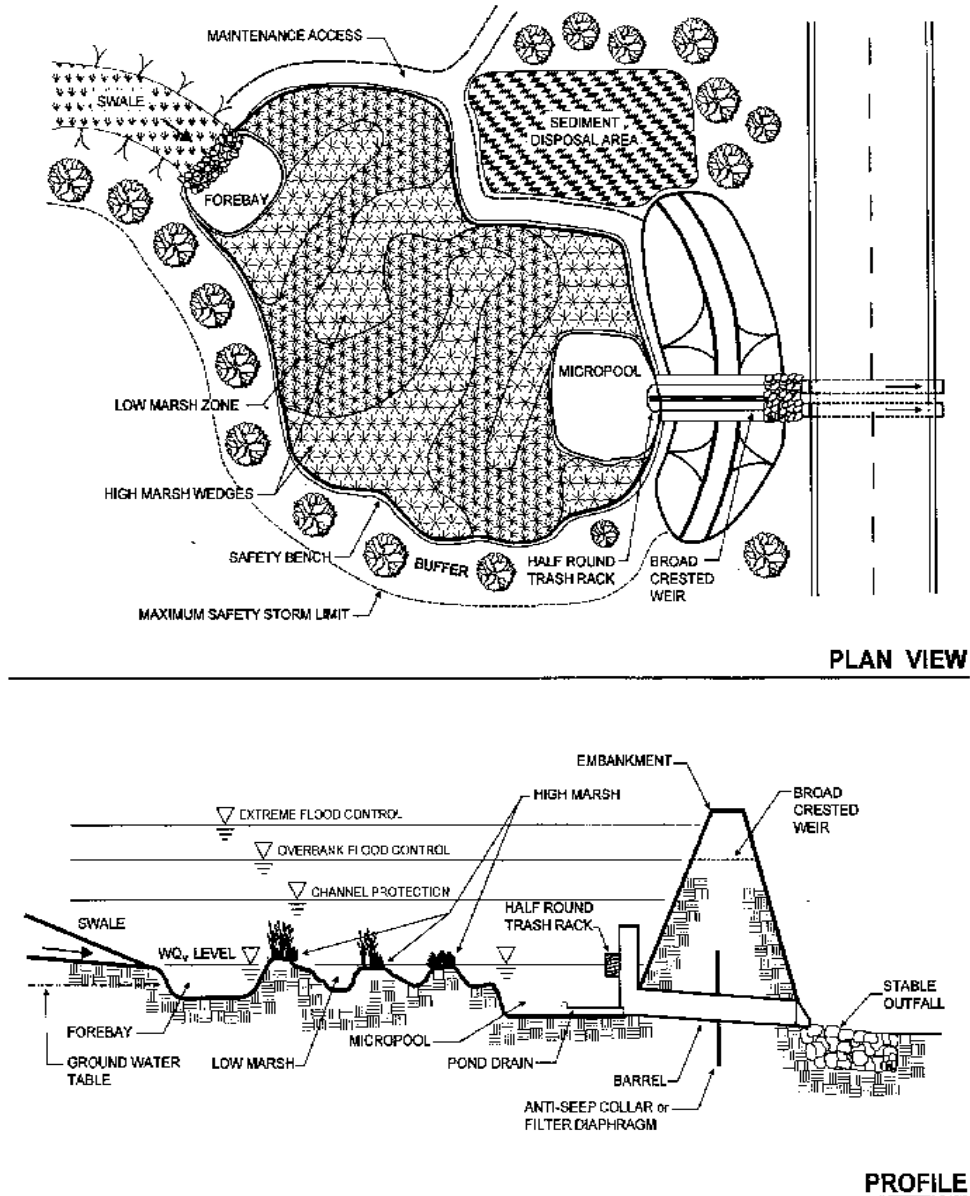 MAINTENANCE ACCESS
SWALE
SEDIMENT
DISPOSAL AREA
FOREBAY
MICROPOOL
LOW MARSH ZONE
HIGH MARSH WEDGES
SAFETY BENCH
BUFFER
HALF ROUND
TRASH RACK
BROAD
CRESTED
WEIR
MAXIMUM SAFETY STORM LIMIT
PLAN VIEW
EMBANKMENT
HIGH MARSH
BROAD
CRESTED
WEIR
EXTREME FLOOD CONTROL
OVERBANK FLOOD CONTROL
CHANNEL PROTECTION
SWALE
HALF ROUND
TRASH RACK
WQv LEVEL
STABLE
OUTFALL
FOREBAY
MICROPOOL
GROUND WATER
TABLE
LOW MARSH
POND DRAIN
BARREL
ANTI-SEEP COLLAR or
FILTER DIAPHRAGM
PROFILE